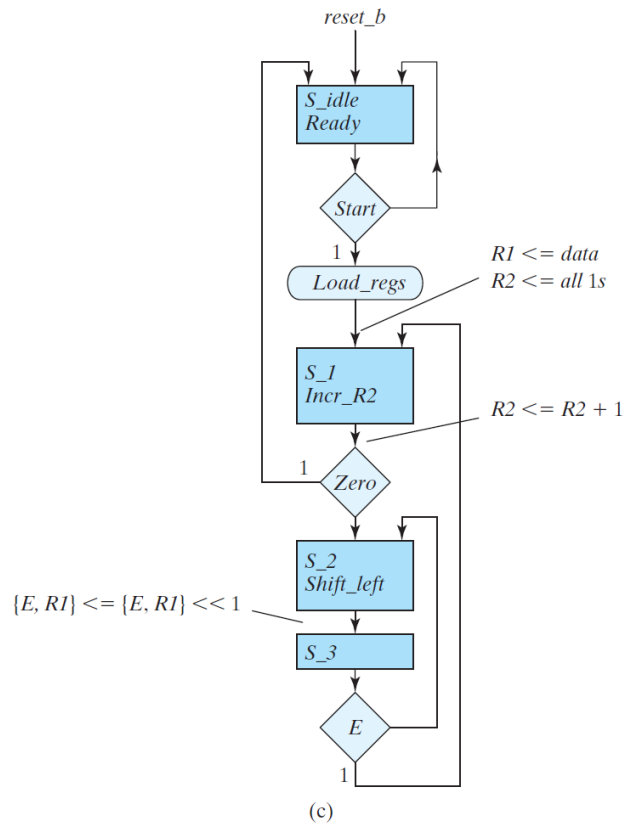 reset_b
S_idle
Ready
Start
1
Load_regs
R1 <= data
R2 <= all 1s
S_1
Incr_R2
R2 <= R2 + 1
1
Zero
S_2
Shift_left
{E, R1} <= {E, R1} << 1
S_3
E
1
(c)